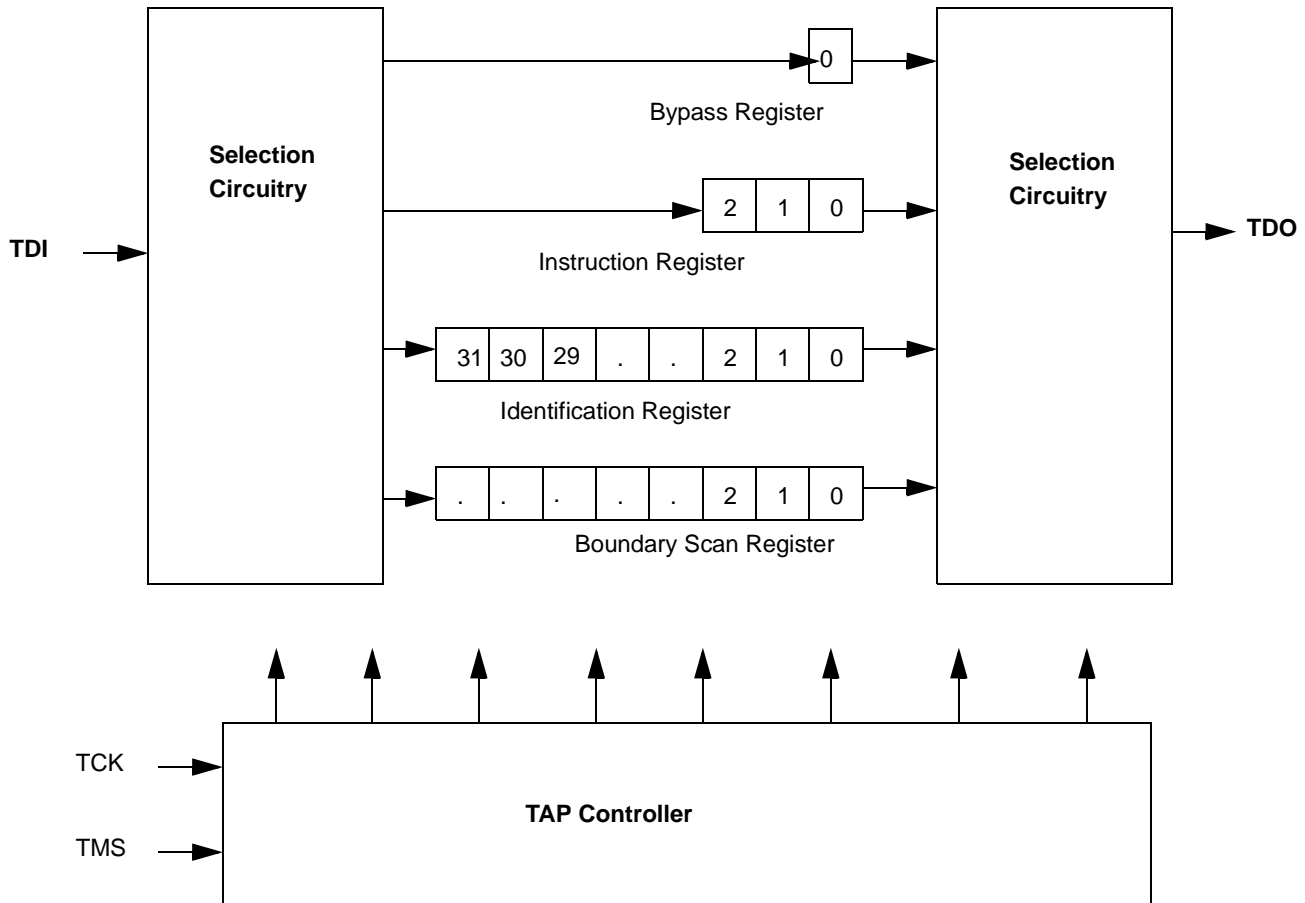 0
Bypass Register
Selection
Circuitry
Selection
Circuitry
2 1 0
TDI
TDO
Instruction Register
31 30 29 . . 2 1 0
Identification Register
. . . . . 2 1 0
Boundary Scan Register
TCK
TAP Controller
TMS